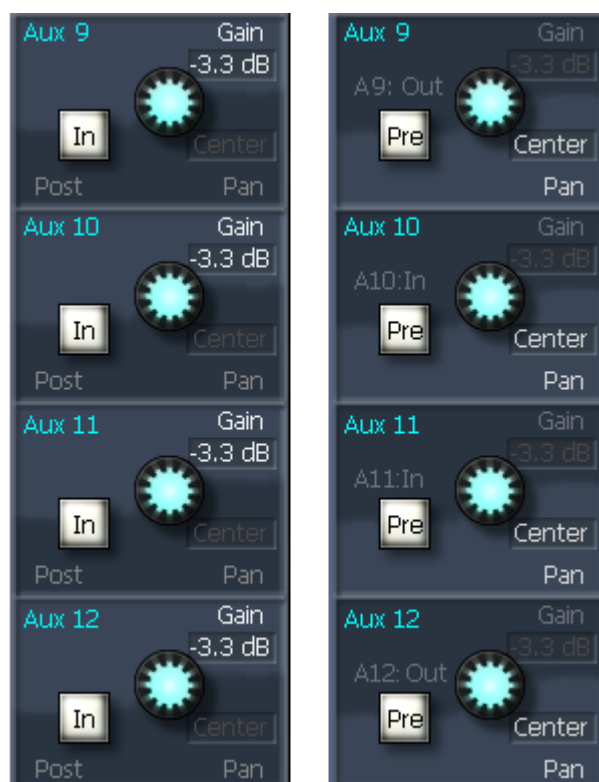 Aux 9 Gain
-3.3 dB
In
Center
Post Pan
Aux 10 Gain
-3.3 dB
In
Center
Post Pan
Aux 11 Gain
-3.3 dB
In
Center
Post Pan
Aux 12 Gain
-3.3 dB
In
Center
Post Pan
Aux 9 Gain
-3.3 dB
A9: Out
Pre
Center
Pan
Aux 10 Gain
-3.3 dB
A10:In
Pre
Center
Pan
Aux 11 Gain
-3.3 dB
A11:In
Pre
Center
Pan
Aux 12 Gain
-3.3 dB
A12: Out
Pre
Center
Pan